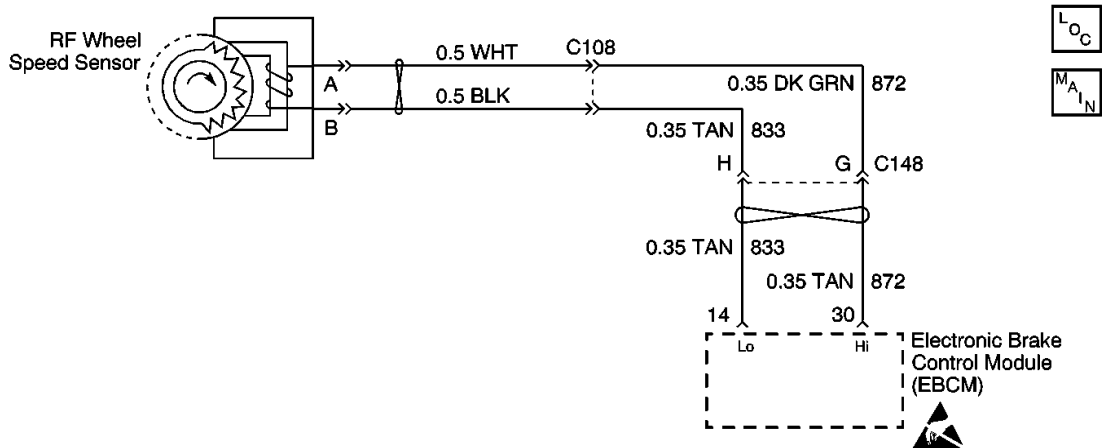 RF Wheel
Speed Sensor
A
0.5 WHT
C108
B
0.5 BLK
0.35 DK GRN 872
0.35 TAN 833
H
G
C148
0.35 TAN 833
0.35 TAN 872
14
30
Lo
Hi
Electronic Brake
Control Module
(EBCM)
LOC
MAIN